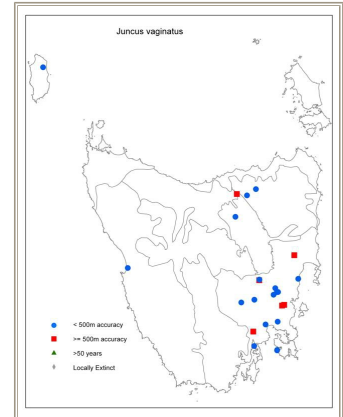 Juncus vaginatus
< 500m accuracy
>= 500m accuracy
>50 years
Locally Extinct